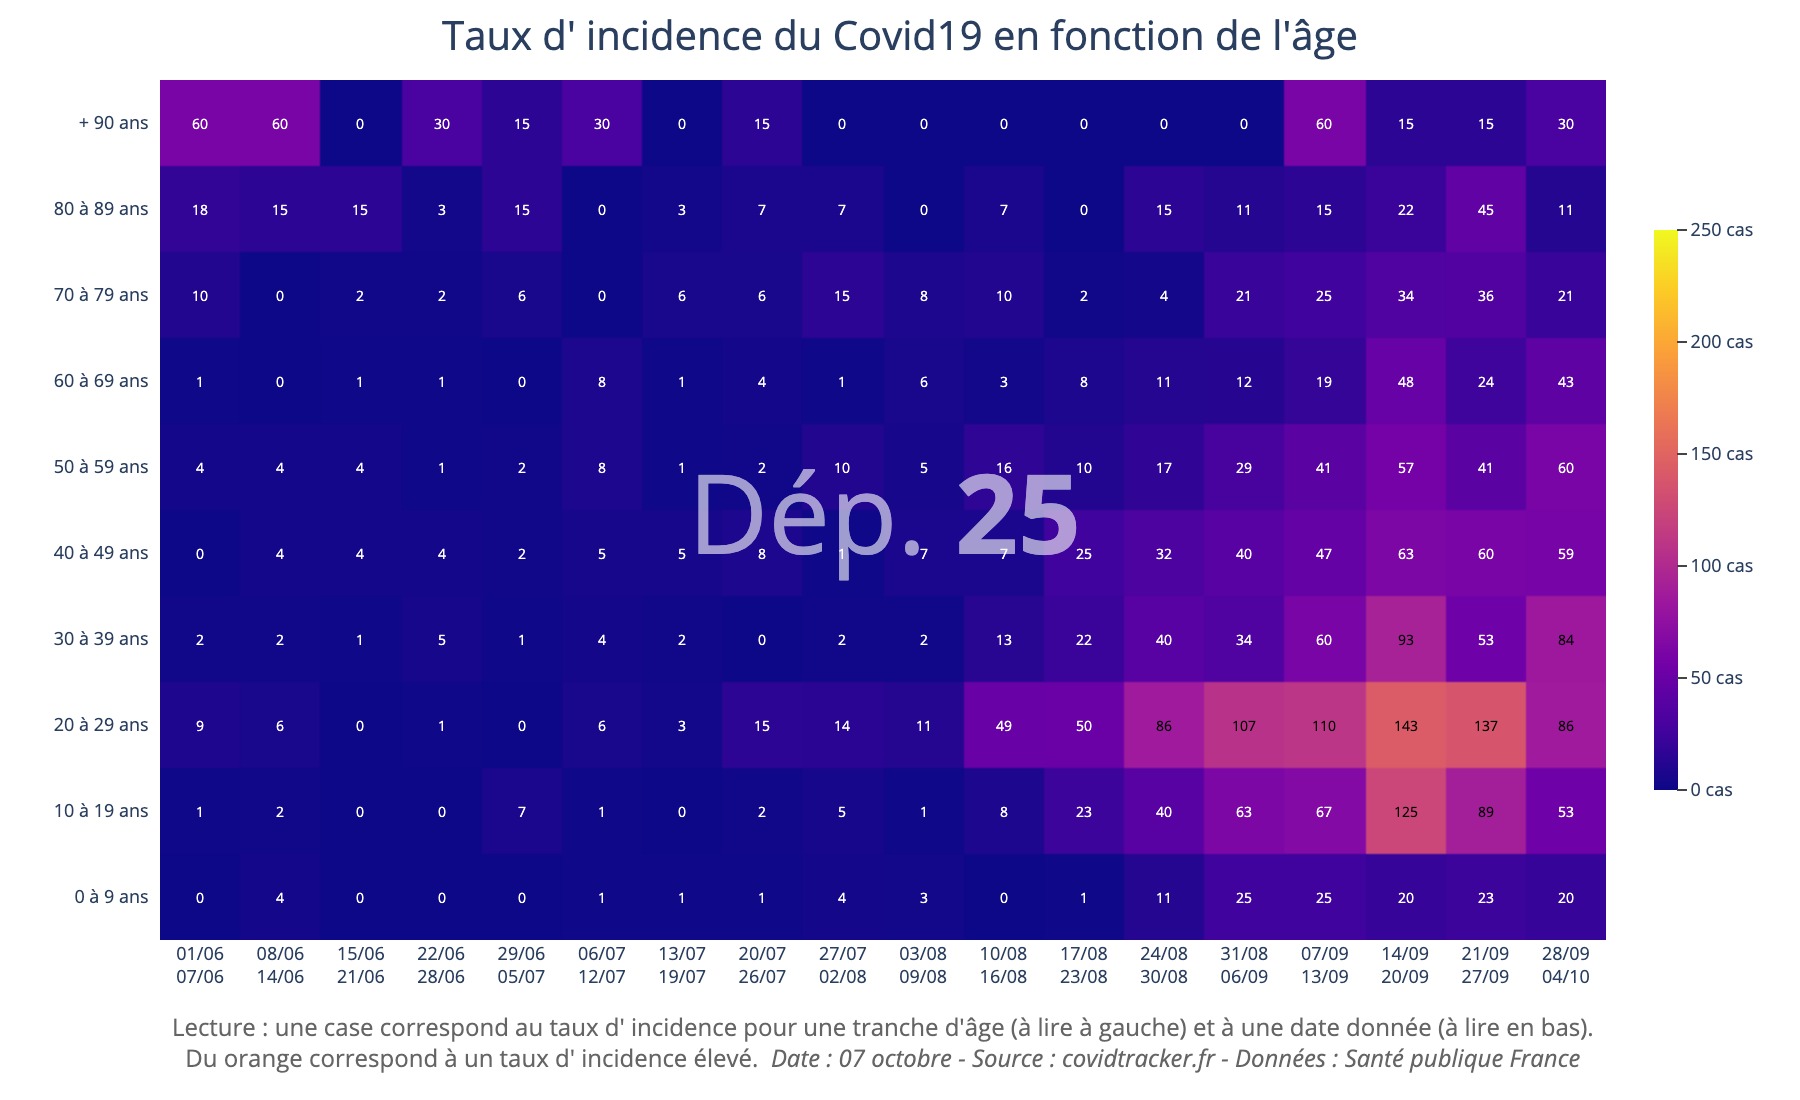 Taux d' incidence du Covid19 en fonction de l'âge
+ 90 ans 60 60 0 30 15 30 0 15 0 0 0 0 0 0 60 15 15 30
80 à 89 ans 18 15 15 3 15 0 3 7 7 0 7 0 15 11 15 22 45 11
70 à 79 ans 10 0 2 2 6 0 6 6 15 8 10 2 4 21 25 34 36 21
60 à 69 ans 1 0 1 1 0 8 1 4 1 6 3 8 11 12 19 48 24 43
50 à 59 ans 4 4 4 1 2 8 1 2 10 5 16 10 17 29 41 57 41 60
Dép. 25
40 à 49 ans 0 4 4 4 2 5 5 8 1 7 7 25 32 40 47 63 60 59
30 à 39 ans 2 2 1 5 1 4 2 0 2 2 13 22 40 34 60 93 53 84
20 à 29 ans 9 6 0 1 0 6 3 15 14 11 49 50 86 107 110 143 137 86
10 à 19 ans 1 2 0 0 7 1 0 2 5 1 8 23 40 63 67 125 89 53
0 à 9 ans 0 4 0 0 0 1 1 1 4 3 0 1 11 25 25 20 23 20
01/06 08/06 15/06 22/06 29/06 06/07 13/07 20/07 27/07 03/08 10/08 17/08 24/08 31/08 07/09 14/09 21/09 28/09
07/06 14/06 21/06 28/06 05/07 12/07 19/07 26/07 02/08 09/08 16/08 23/08 30/08 06/09 13/09 20/09 27/09 04/10
250 cas
200 cas
150 cas
100 cas
50 cas
0 cas
Lecture : une case correspond au taux d' incidence pour une tranche d'âge (à lire à gauche) et à une date donnée (à lire en bas).
Du orange correspond à un taux d' incidence élevé. Date : 07 octobre - Source : covidtracker.fr - Données : Santé publique France